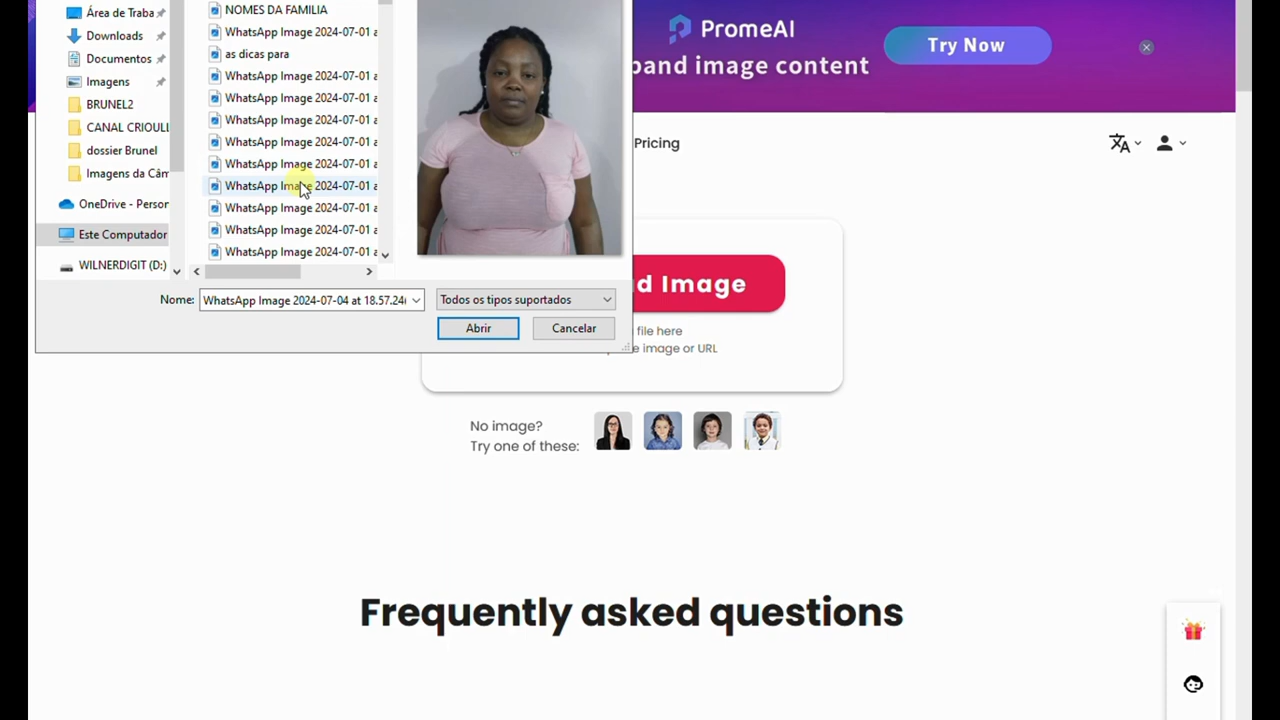 Área de Traba
Downloads
Documentos
Imagens
BRUNEL2
CANAL CRIOULL
dossier Brunel
Imagens da Câm
OneDrive - Person
Este Computador
WILNERDIGIT (D:)
NOMES DA FAMILIA
WhatsApp Image 2024-07-01 a
as dicas para
WhatsApp Image 2024-07-01 a
WhatsApp Image 2024-07-01 a
WhatsApp Image 2024-07-01 a
WhatsApp Image 2024-07-01 a
WhatsApp Image 2024-07-01 a
WhatsApp Image 2024-07-01 a
WhatsApp Image 2024-07-01 a
WhatsApp Image 2024-07-01 a
WhatsApp Image 2024-07-01 a
Nome: WhatsApp Image 2024-07-04 at 18.57.24( Todos os tipos suportados
Abrir Cancelar
PromeAI
pand image content
Try Now
Pricing
d Image
file here
e image or URL
No image?
Try one of these:
Frequently asked questions